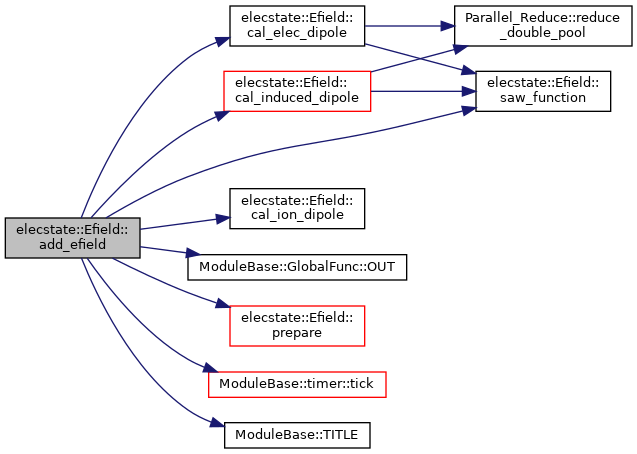 elecstate::Efield::
add_efield
elecstate::Efield::
cal_elec_dipole
Parallel_Reduce::reduce
_double_pool
elecstate::Efield::
cal_induced_dipole
elecstate::Efield::
saw_function
elecstate::Efield::
cal_ion_dipole
ModuleBase::GlobalFunc::OUT
elecstate::Efield::
prepare
ModuleBase::timer::tick
ModuleBase::TITLE